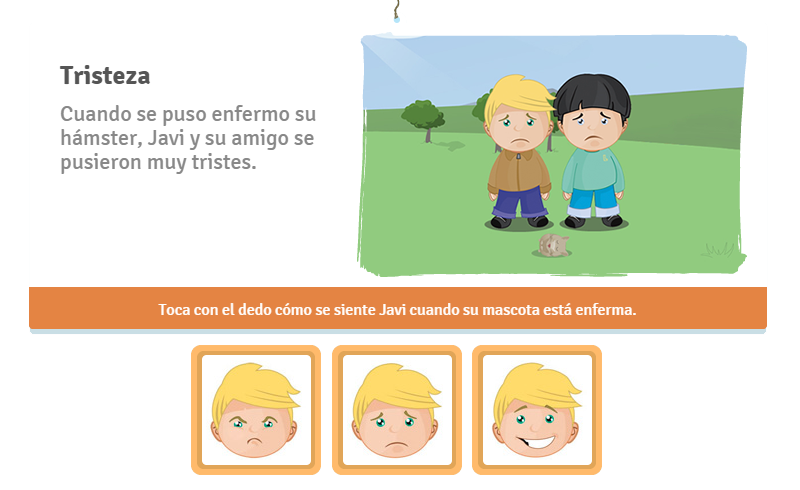 Tristeza
Cuando se puso enfermo su
hámster, Javi y su amigo se
pusieron muy tristes.
Toca con el dedo cómo se siente Javi cuando su mascota está enferma.